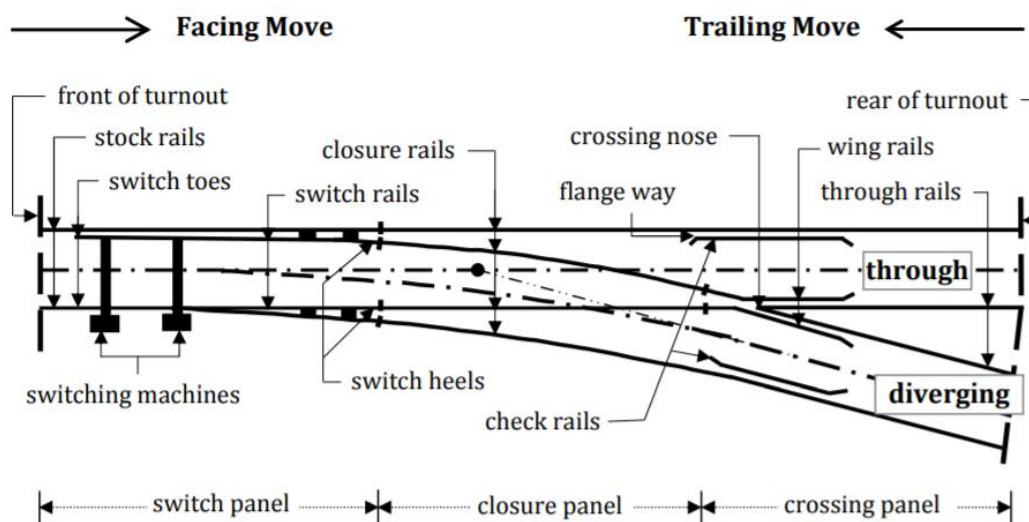 Facing Move
Trailing Move
front of turnout
rear of turnout
stock rails
closure rails
crossing nose
wing rails
switch toes
switch rails
flange way
through rails
through
switching machines
switch heels
check rails
diverging
switch panel
closure panel
crossing panel